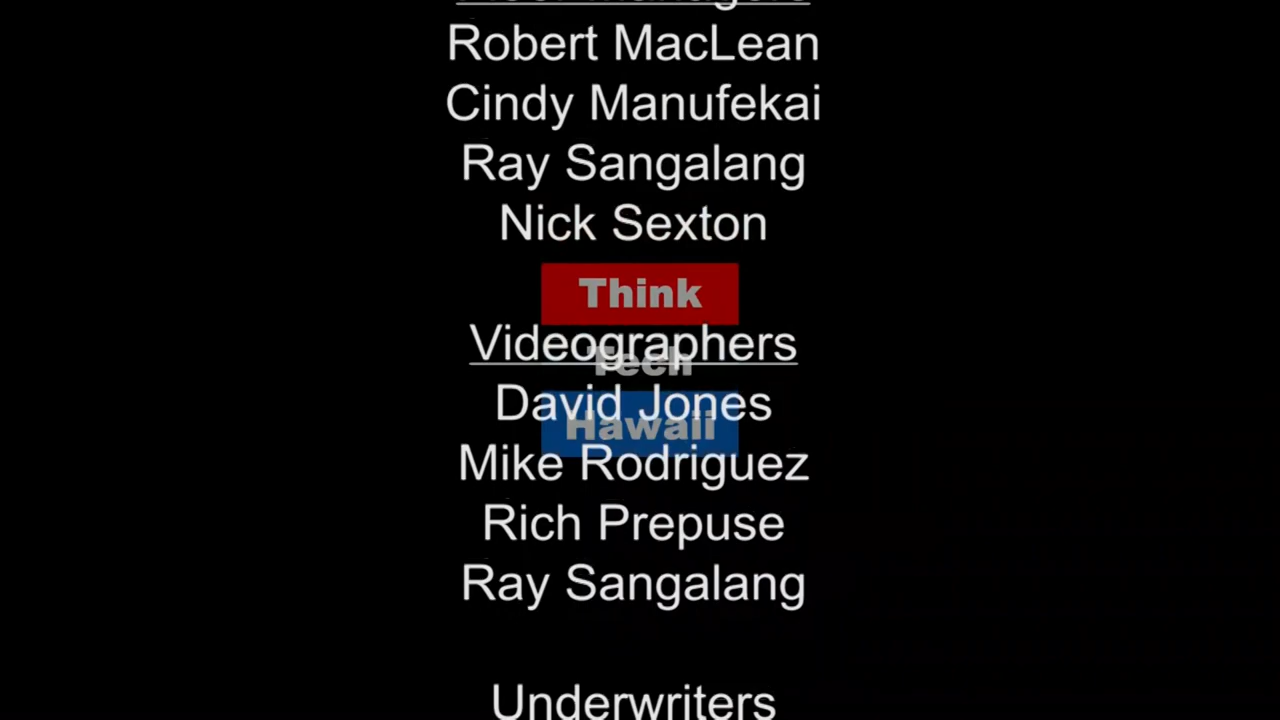 Robert MacLean
Cindy Manufekai
Ray Sangalang
Nick Sexton
Think
Videographers
Tech
David Jones
Hawaii
Mike Rodriguez
Rich Prepuse
Ray Sangalang
Underwriters